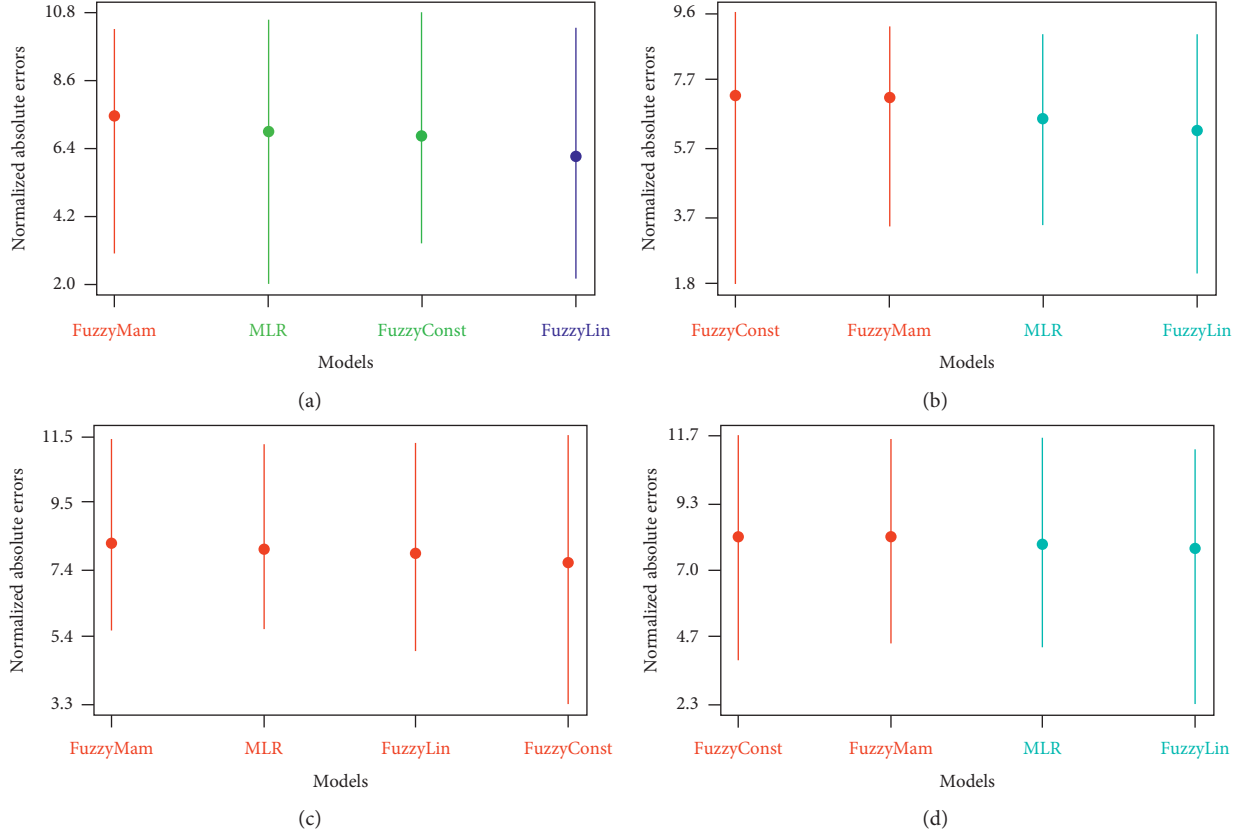 Normalized absolute errors
10.8
8.6
6.4
4.2
2.0
FuzzyMam MLR FuzzyConst FuzzyLin
Models
(a)
Normalized absolute errors
9.6
7.7
5.7
3.7
1.8
FuzzyConst FuzzyMam MLR FuzzyLin
Models
(b)
Normalized absolute errors
11.5
9.5
7.4
5.4
3.3
FuzzyMam MLR FuzzyLin FuzzyConst
Models
(c)
Normalized absolute errors
11.7
9.3
7.0
4.7
2.3
FuzzyConst FuzzyMam MLR FuzzyLin
Models
(d)